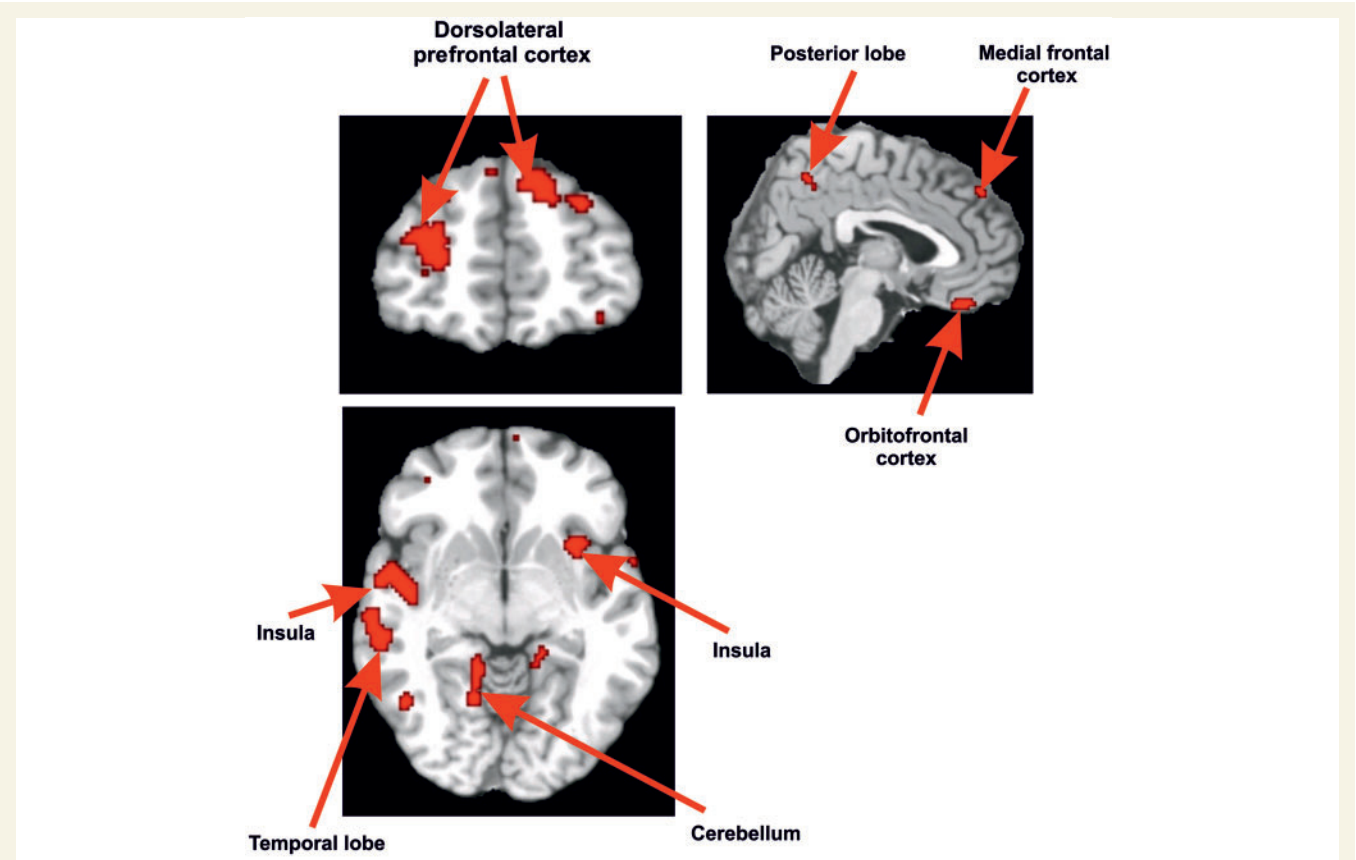 Dorsolateral
prefrontal cortex
Posterior lobe
Medial frontal
cortex
Orbitofrontal
cortex
Insula
Insula
Temporal lobe
Cerebellum